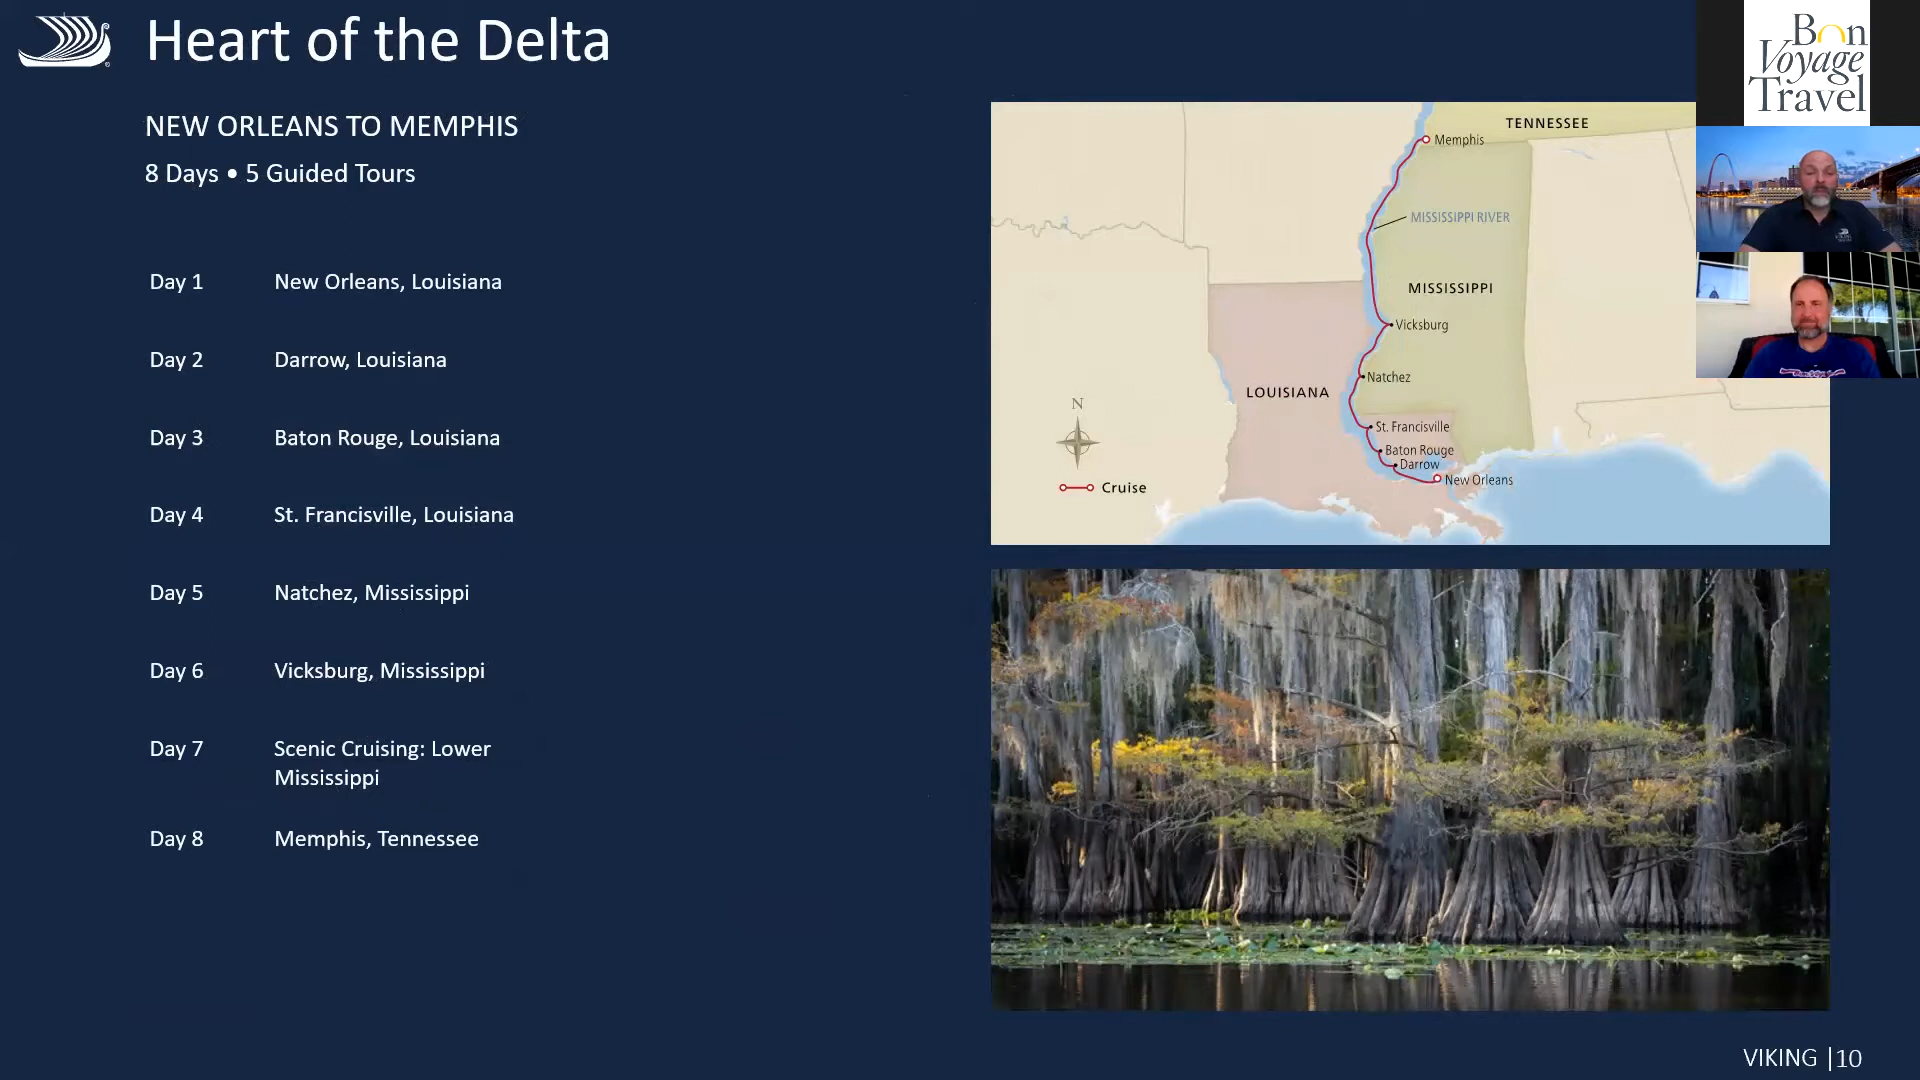 Heart of the Delta
NEW ORLEANS TO MEMPHIS
8 Days • 5 Guided Tours
Day 1 New Orleans, Louisiana
Day 2 Darrow, Louisiana
Day 3 Baton Rouge, Louisiana
Day 4 St. Francisville, Louisiana
Day 5 Natchez, Mississippi
Day 6 Vicksburg, Mississippi
Day 7 Scenic Cruising: Lower
Mississippi
Day 8 Memphis, Tennessee
TENNESSEE
Memphis
MISSISSIPPI RIVER
MISSISSIPPI
Vicksburg
Natchez
LOUISIANA
N
St. Francisville
Baton Rouge
Darrow
New Orleans
Cruise
Bon
Voyage
Travel
VIKING |10